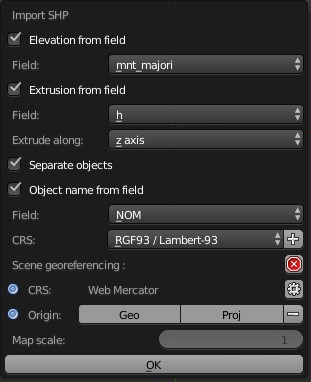 Import SHP
Elevation from field
Field: mnt_majori
Extrusion from field
Field: h
Extrude along: z axis
Separate objects
Object name from field
Field: NOM
CRS: RGF93 / Lambert-93
Scene georeferencing :
CRS: Web Mercator
Origin: Geo Proj
Map scale: 1
OK